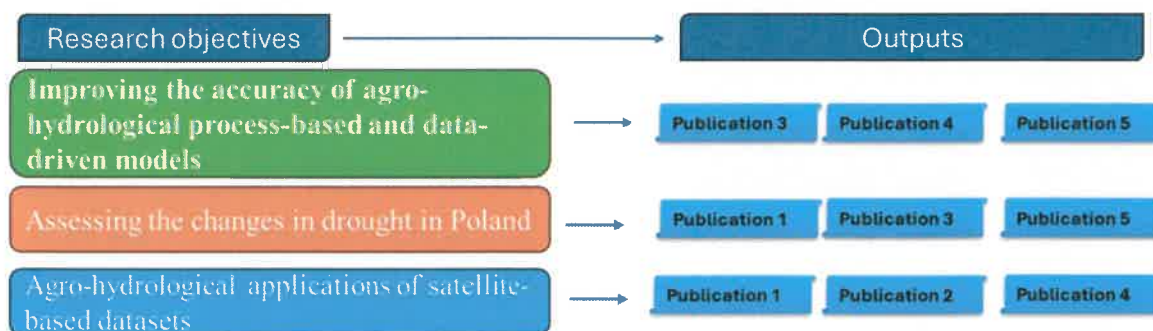 Research objectives
Outputs
Improving the accuracy of agro-
hydrological process-based and data-
driven models
Publication 3
Publication 4
Publication 5
Assessing the changes in drought in Poland
Publication 1
Publication 3
Publication 5
Agro-hydrological applications of satellite-
based datasets
Publication 1
Publication 2
Publication 4